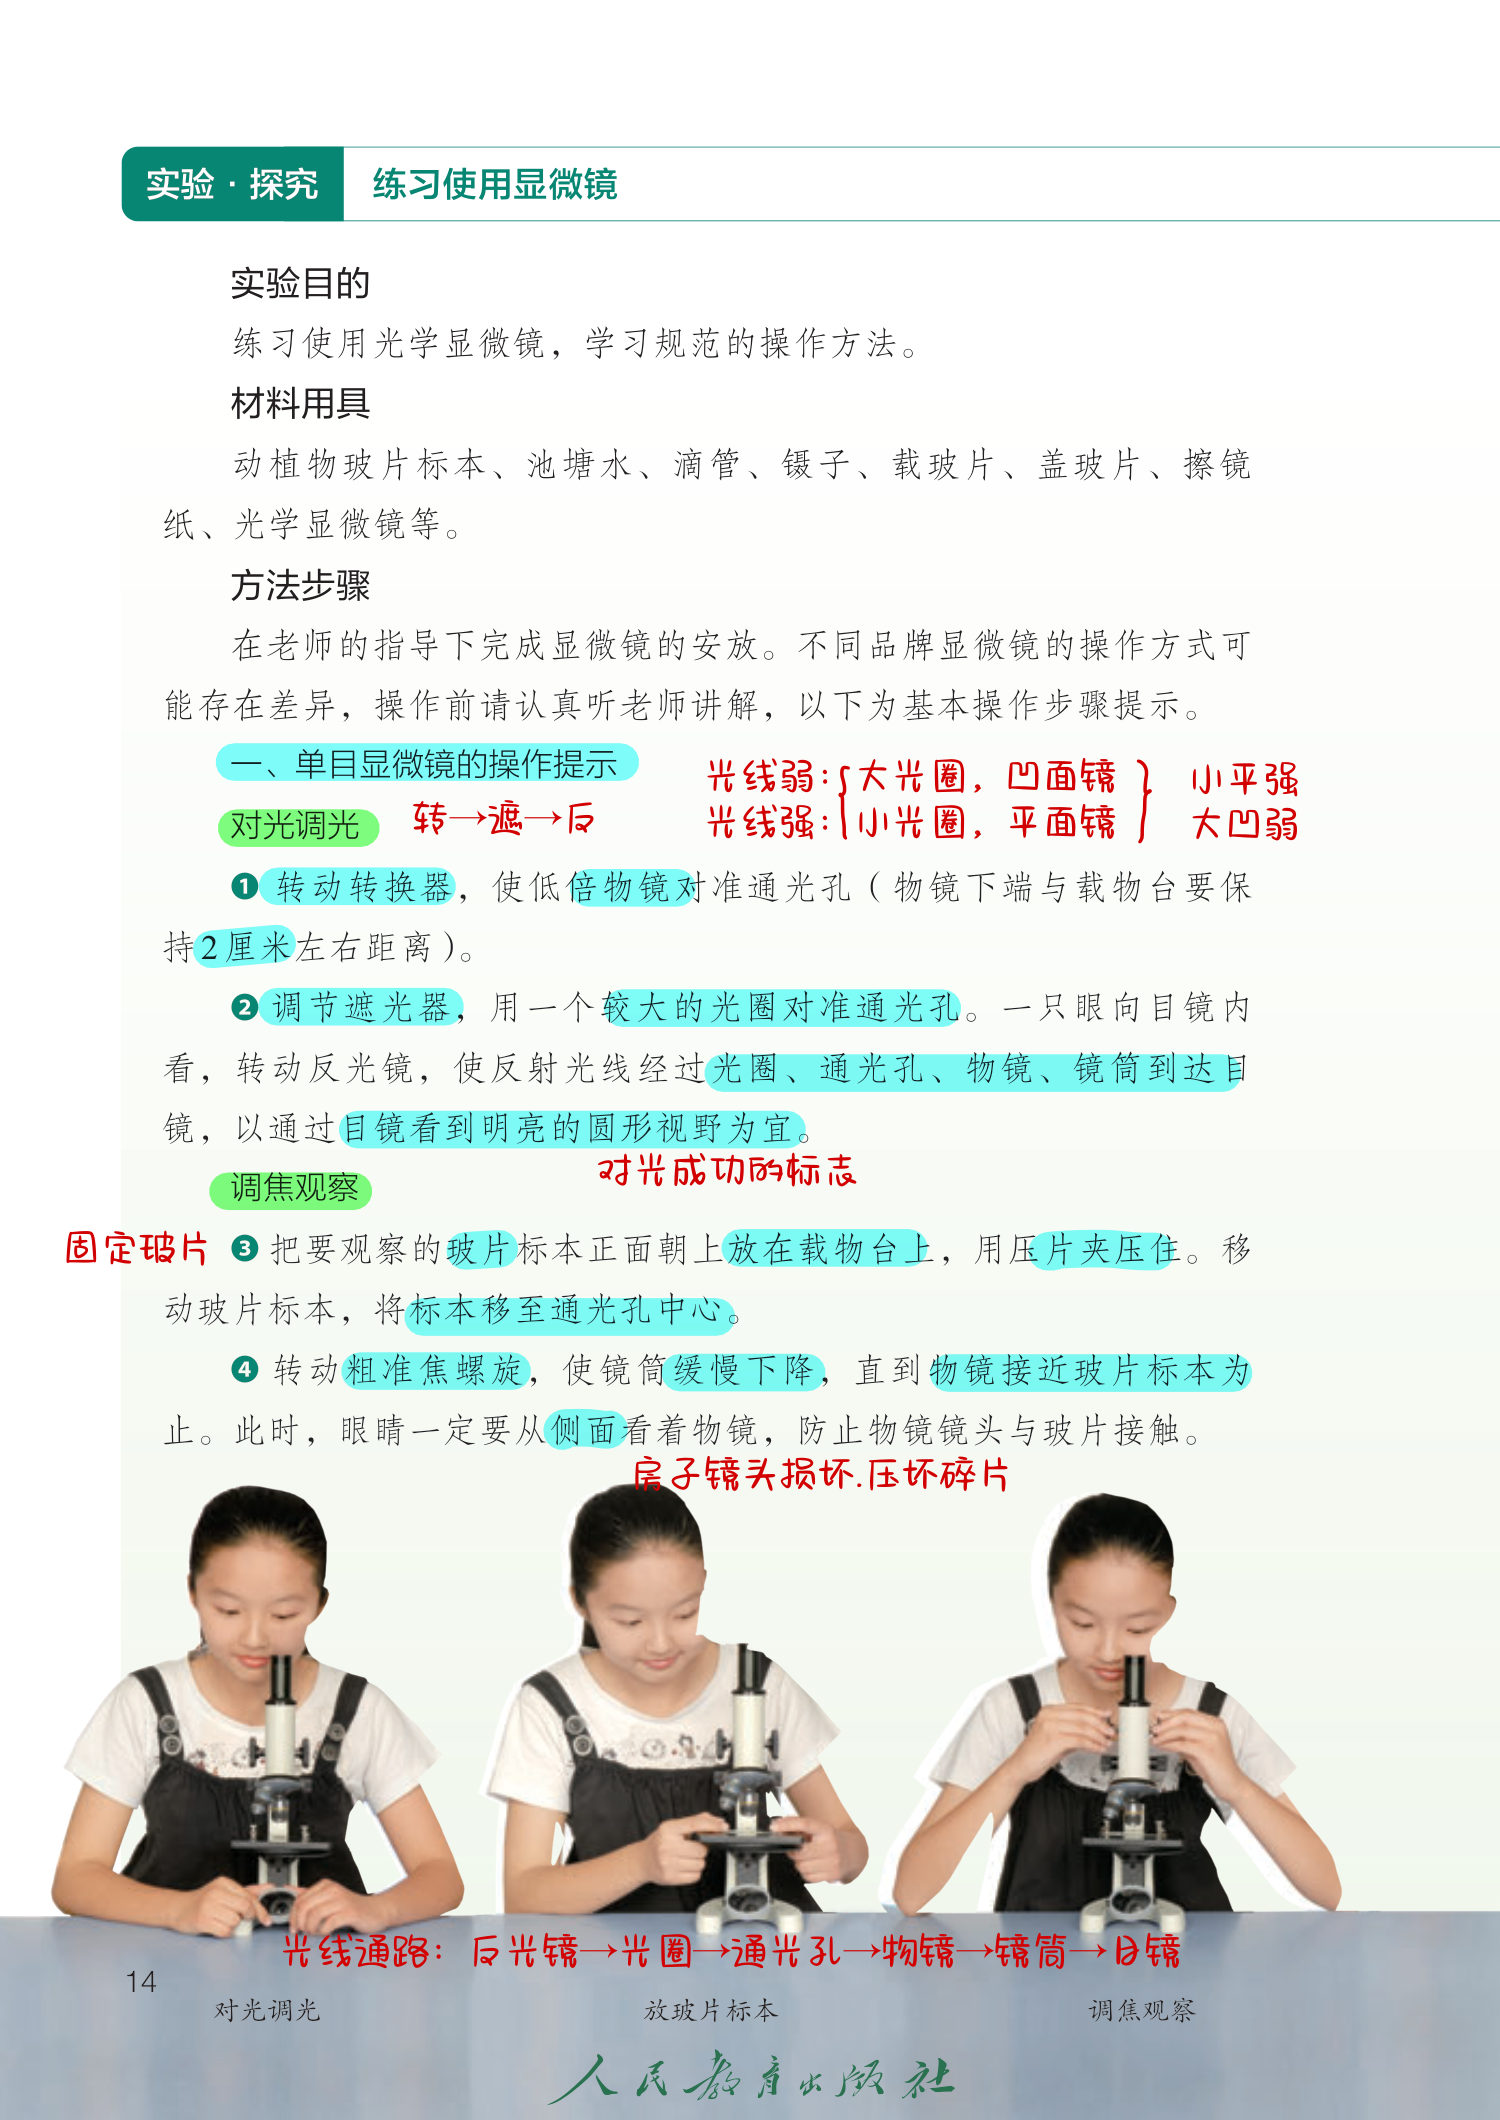 实验·探究 练习使用显微镜
实验目的
练习使用光学显微镜，学习规范的操作方法。
材料用具
动植物玻片标本、池塘水、滴管、镊子、载玻片、盖玻片、擦镜
纸、光学显微镜等。
方法步骤
在老师的指导下完成显微镜的安放。不同品牌显微镜的操作方式可
能存在差异，操作前请认真听老师讲解，以下为基本操作步骤提示。
一、单目显微镜的操作提示
光线弱：{大光圈，凹面镜} 小平强
对光调光 转→遮→反
光线强：{小光圈，平面镜} 大凹弱
❶ 转动转换器，使低倍物镜对准通光孔（物镜下端与载物台要保
持2厘米左右距离）。
❷ 调节遮光器，用一个较大的光圈对准通光孔。一只眼向目镜内
看，转动反光镜，使反射光线经过光圈、通光孔、物镜、镜筒到达目
镜，以通过目镜看到明亮的圆形视野为宜。
对光成功的标志
调焦观察
固定玻片 ❸ 把要观察的玻片标本正面朝上放在载物台上，用压片夹压住。移
动玻片标本，将标本移至通光孔中心。
❹ 转动粗准焦螺旋，使镜筒缓慢下降，直到物镜接近玻片标本为
止。此时，眼睛一定要从侧面看着物镜，防止物镜镜头与玻片接触。
房子镜头损坏.压坏碎片
光线通路：反光镜→光圈→通光孔→物镜→镜筒→日镜
14
对光调光 放玻片标本 调焦观察
人民教育出版社